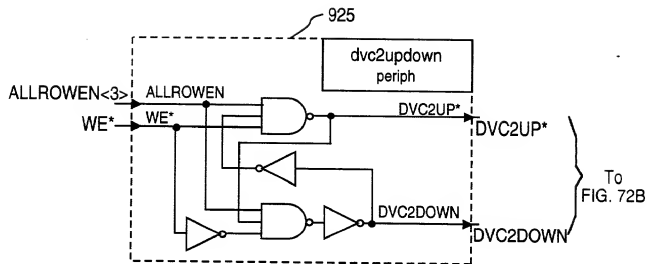 925
dvc2updown
periph
ALLROWEN<3>
ALLROWEN
WE*
WE*
DVC2UP*
DVC2UP*
To
FIG. 72B
DVC2DOWN
DVC2DOWN